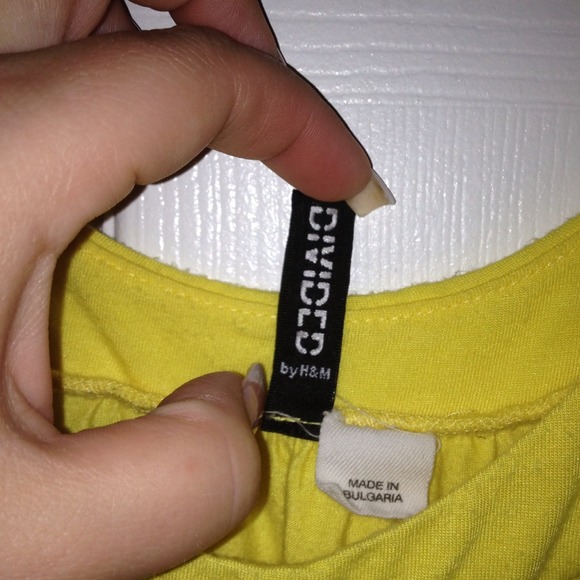 DIVIDED
by H&M
MADE IN
BULGARIA